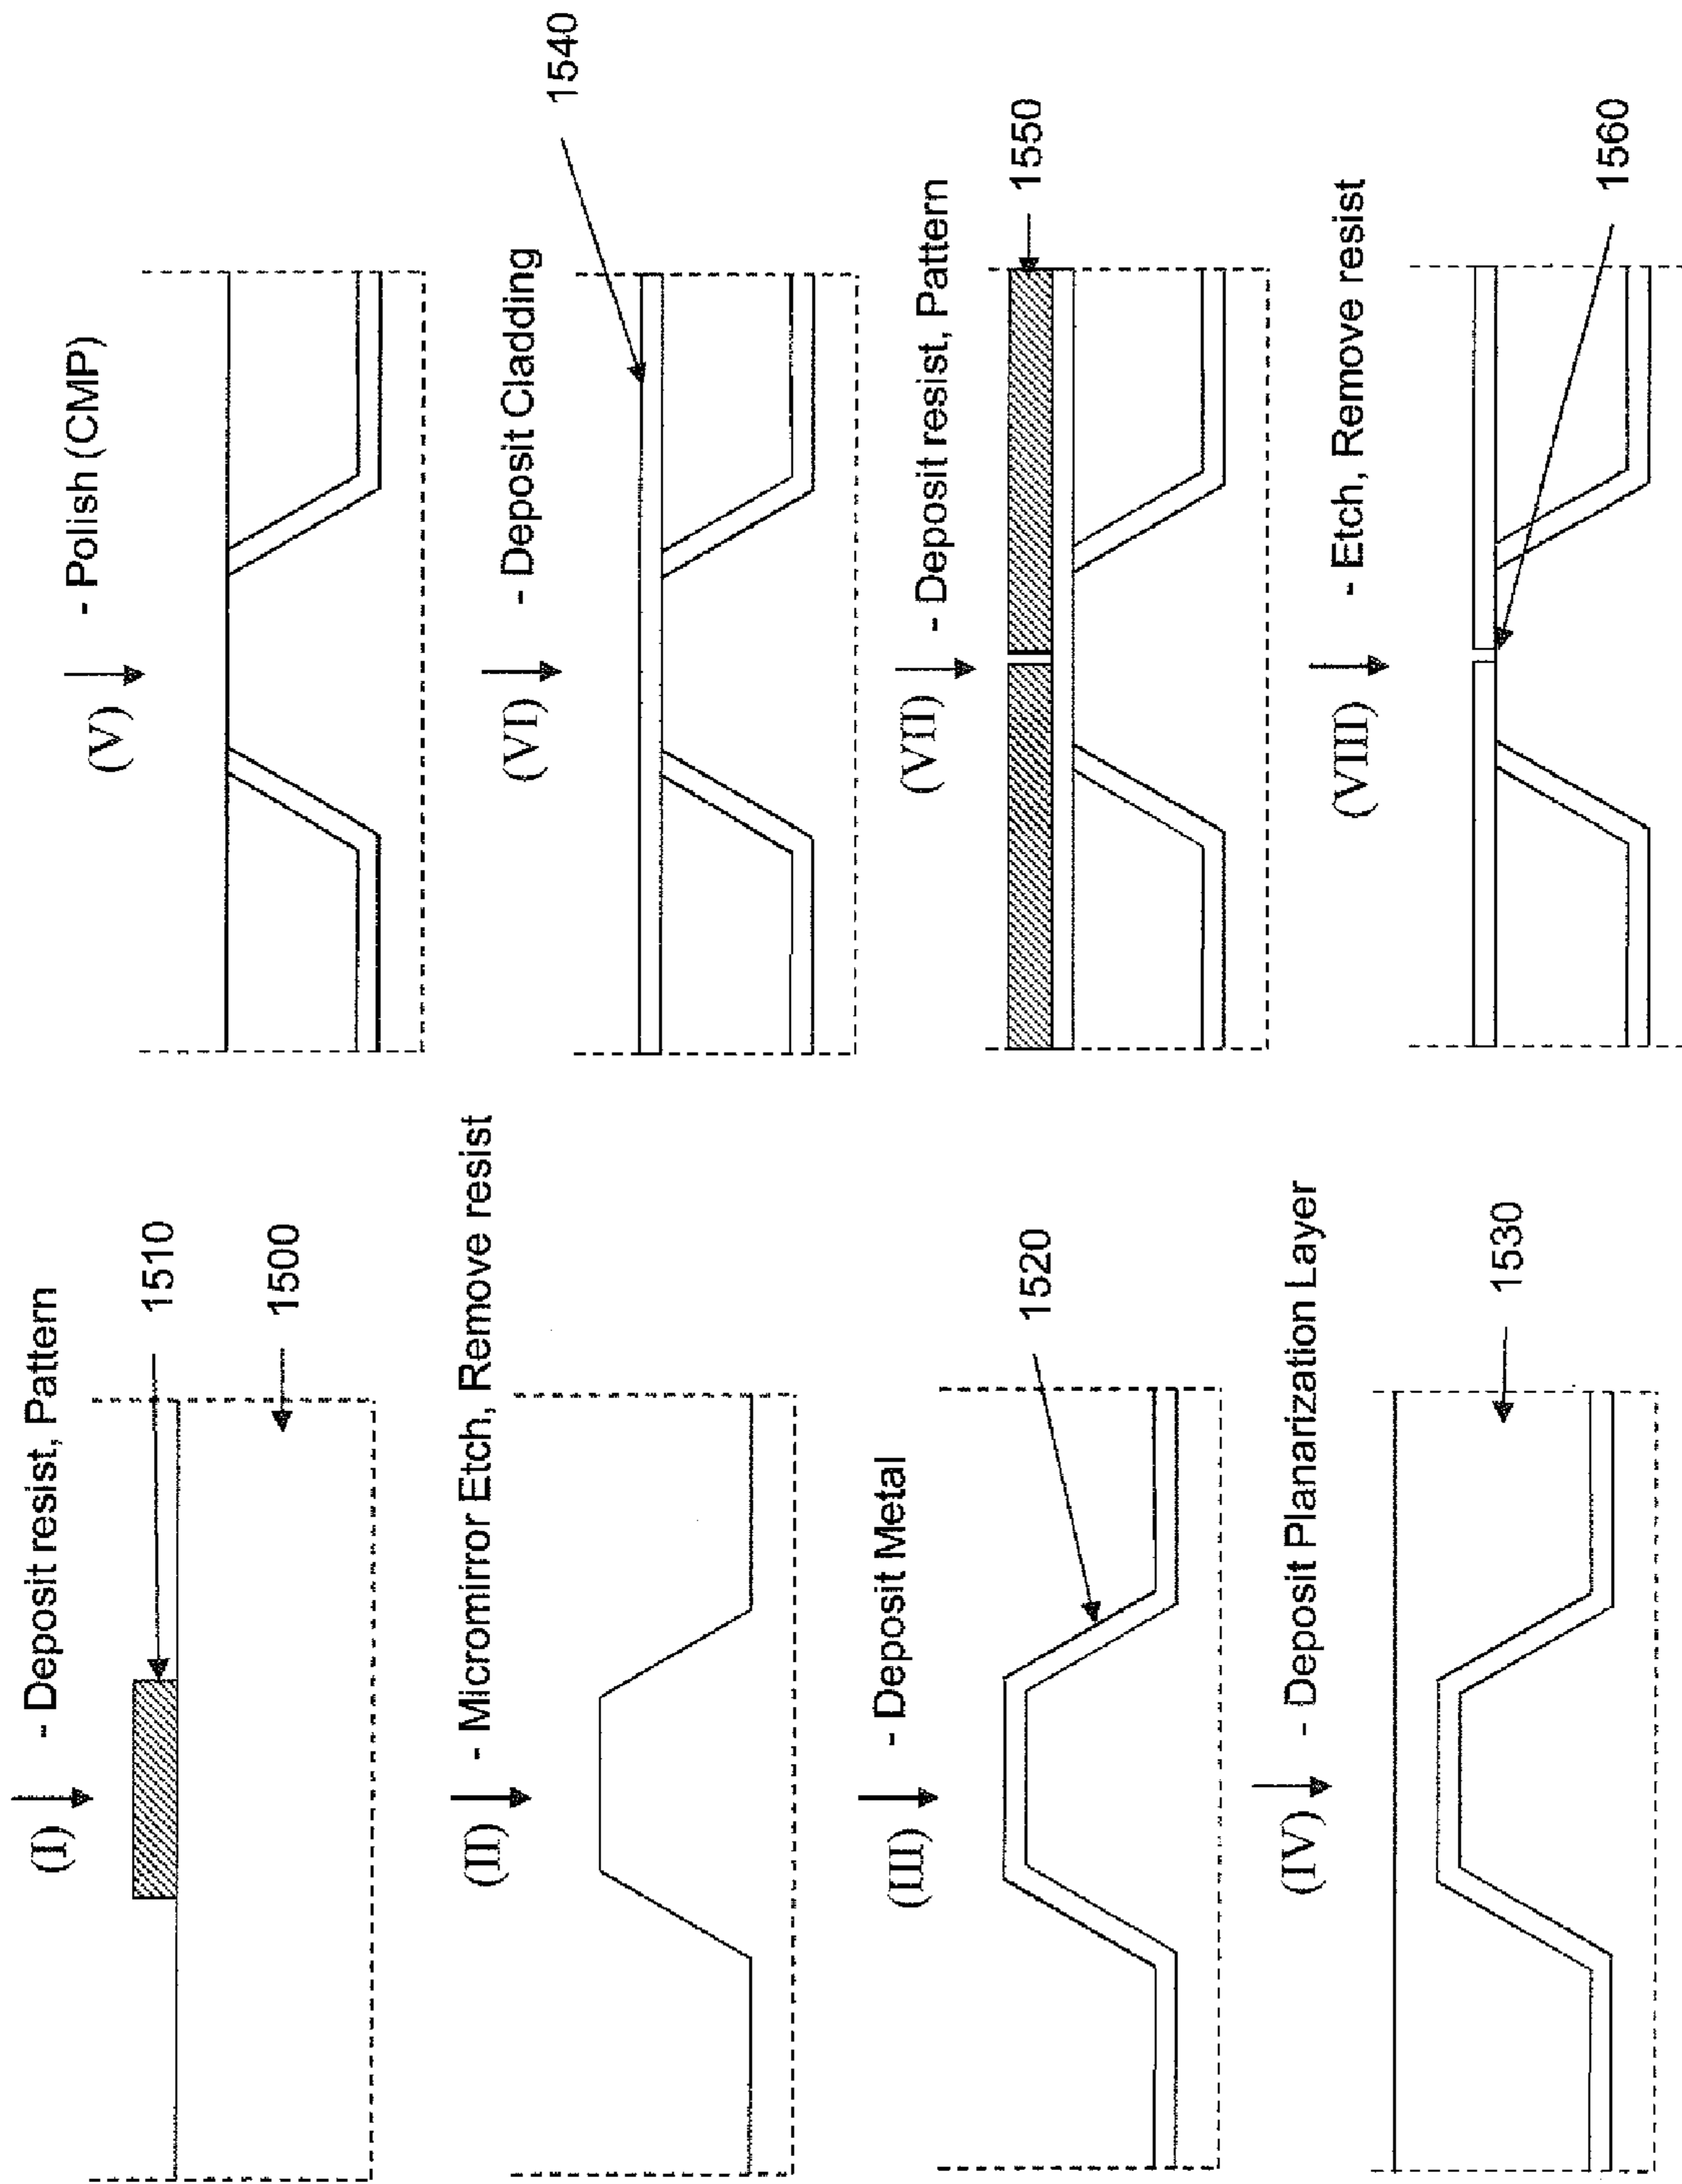 (I) - Deposit resist, Pattern
1510
1500
(II) - Micromirror Etch, Remove resist
(III) - Deposit Metal
1520
(IV) - Deposit Planarization Layer
1530
(V) - Polish (CMP)
(VI) - Deposit Cladding
1540
(VII) - Deposit resist, Pattern
1550
(VIII) - Etch, Remove resist
1560